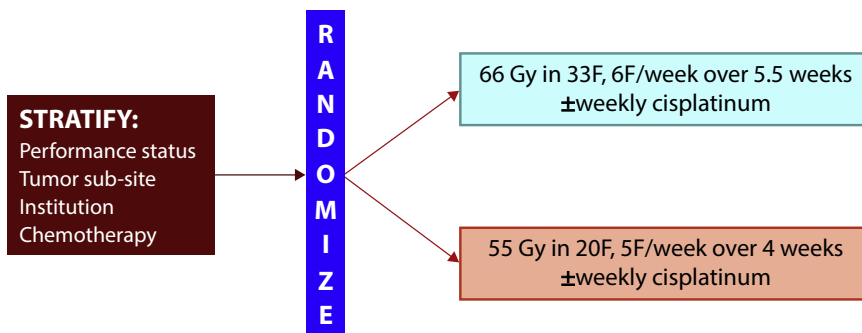 STRATIFY:
Performance status
Tumor sub-site
Institution
Chemotherapy
R
A
N
D
O
M
I
Z
E
66 Gy in 33F, 6F/week over 5.5 weeks
±weekly cisplatinum
55 Gy in 20F, 5F/week over 4 weeks
±weekly cisplatinum